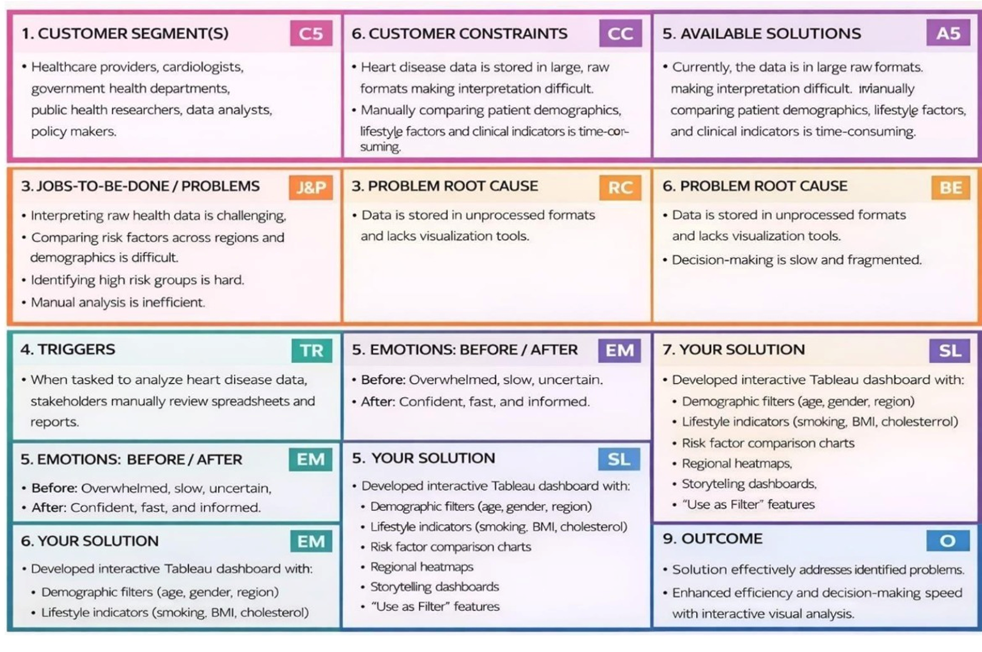 1. CUSTOMER SEGMENT(S) C5
• Healthcare providers, cardiologists,
government health departments,
public health researchers, data analysts,
policy makers.
6. CUSTOMER CONSTRAINTS CC
• Heart disease data is stored in large, raw
formats making interpretation difficult.
• Manually comparing patient demographics,
lifestyle factors and clinical indicators is time-cor-
suming.
5. AVAILABLE SOLUTIONS A5
• Currently, the data is in large raw formats.
making interpretation difficult. Manually
comparing patient demographics, lifestyle factors,
and clinical indicators is time-consuming.
3. JOBS-TO-BE-DONE / PROBLEMS J&P
• Interpreting raw health data is challenging,
• Comparing risk factors across regions and
demographics is difficult.
• Identifying high risk groups is hard.
• Manual analysis is inefficient.
3. PROBLEM ROOT CAUSE RC
• Data is stored in unprocessed formats
and lacks visualization tools.
6. PROBLEM ROOT CAUSE BE
• Data is stored in unprocessed formats
and lacks visualization tools.
• Decision-making is slow and fragmented.
4. TRIGGERS TR
• When tasked to analyze heart disease data,
stakeholders manually review spreadsheets and
reports.
5. EMOTIONS: BEFORE / AFTER EM
• Before: Overwhelmed, slow, uncertain,
• After: Confident, fast, and informed.
6. YOUR SOLUTION EM
• Developed interactive Tableau dashboard with:
• Demographic filters (age, gender, region)
• Lifestyle indicators (smoking, BMI, cholesterol)
5. EMOTIONS: BEFORE / AFTER EM
• Before: Overwhelmed, slow, uncertain.
• After: Confident, fast, and informed.
5. YOUR SOLUTION SL
• Developed interactive Tableau dashboard with:
• Demographic filters (age, gender, region)
• Lifestyle indicators (smoking, BMI, cholesterol)
• Risk factor comparison charts
• Regional heatmaps
• Storytelling dashboards
• "Use as Filter" features
7. YOUR SOLUTION SL
• Developed interactive Tableau dashboard with:
• Demographic filters (age, gender, region)
• Lifestyle indicators (smoking, BMI, cholesterrol)
• Risk factor comparison charts
• Regional heatmaps,
• Storyteling dashboards,
• "Use as Filter" features
9. OUTCOME O
• Solution effectively addresses identified problems.
• Enhanced efficiency and decision-making speed
with interactive visual analysis.